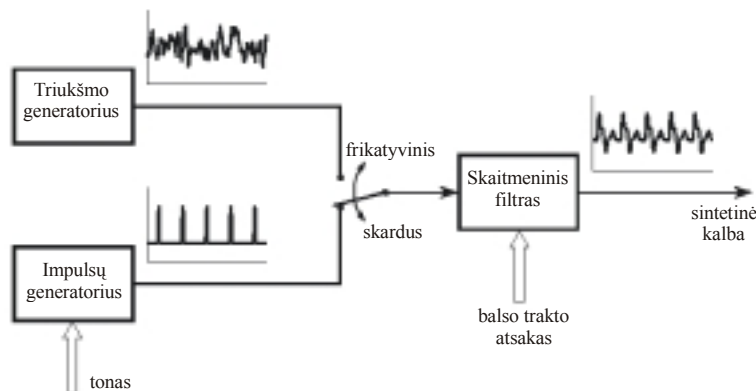 Triukšmo
generatorius
frikatyvinis
skardus
Skaitmeninis
filtras
sintetinė
kalba
Impulsų
generatorius
balso trakto
atsakas
tonas